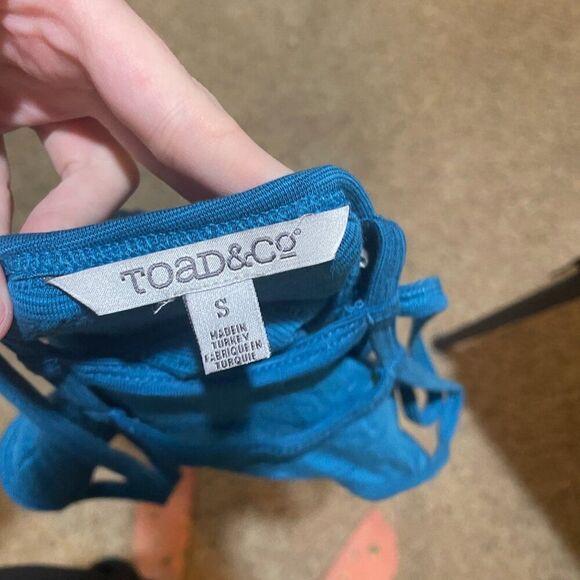 TOAD&CO
S
MADE IN
TURKEY
FABRIQUE EN
TURQUIE